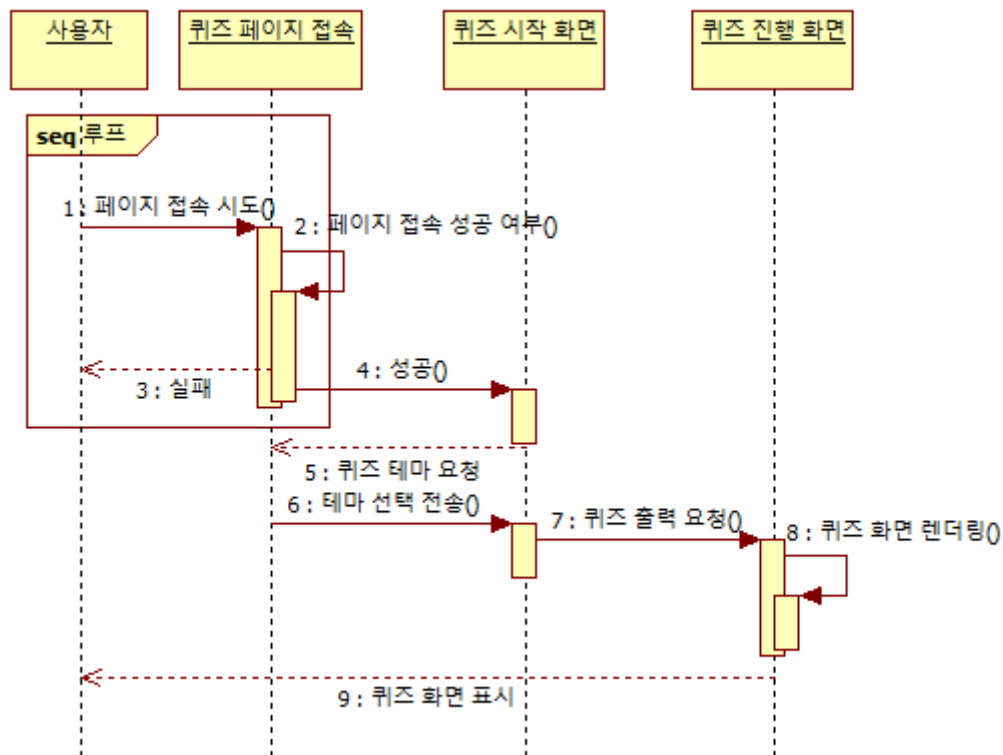 사용자
퀴즈 페이지 접속
퀴즈 시작 화면
퀴즈 진행 화면
seq 루프
1 : 페이지 접속 시도()
2 : 페이지 접속 성공 여부()
3 : 실패
4 : 성공()
5 : 퀴즈 테마 요청
6 : 테마 선택 전송()
7 : 퀴즈 출력 요청()
8 : 퀴즈 화면 렌더링()
9 : 퀴즈 화면 표시